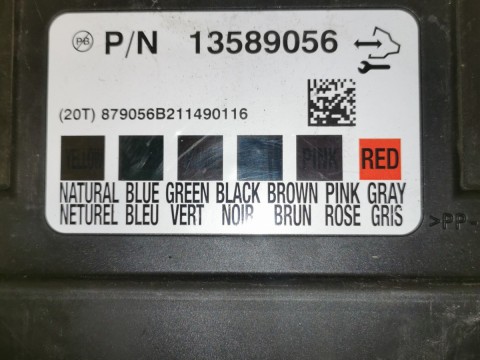 Pb P/N 13589056
(20T) 879056B211490116
PINK RED
NATURAL BLUE GREEN BLACK BROWN PINK GRAY
NETUREL BLEU VERT NOIR BRUN ROSE GRIS
>PP-